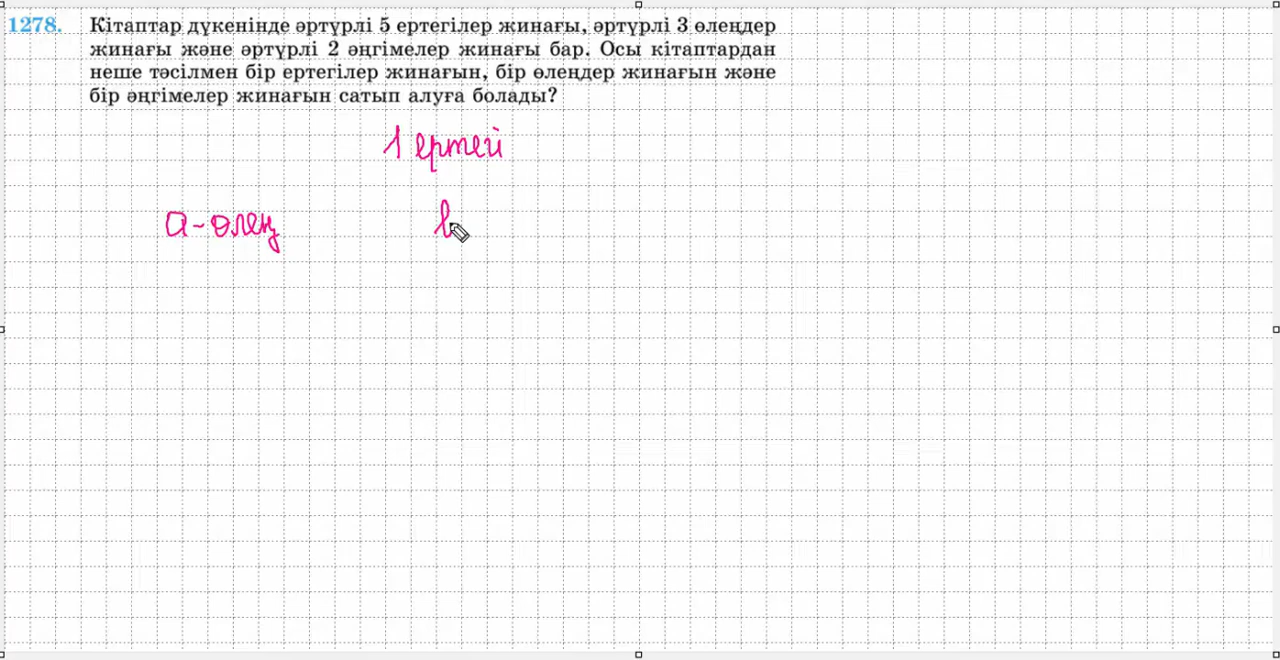 1278. Кітаптар дүкенінде әртүрлі 5 ертегілер жинағы, әртүрлі 3 өлеңдер
жинағы және әртүрлі 2 әңгімелер жинағы бар. Осы кітаптардан
неше тәсілмен бір ертегілер жинағын, бір өлеңдер жинағын және
бір әңгімелер жинағын сатып алуға болады?
1 ертегі
а-өлең
в